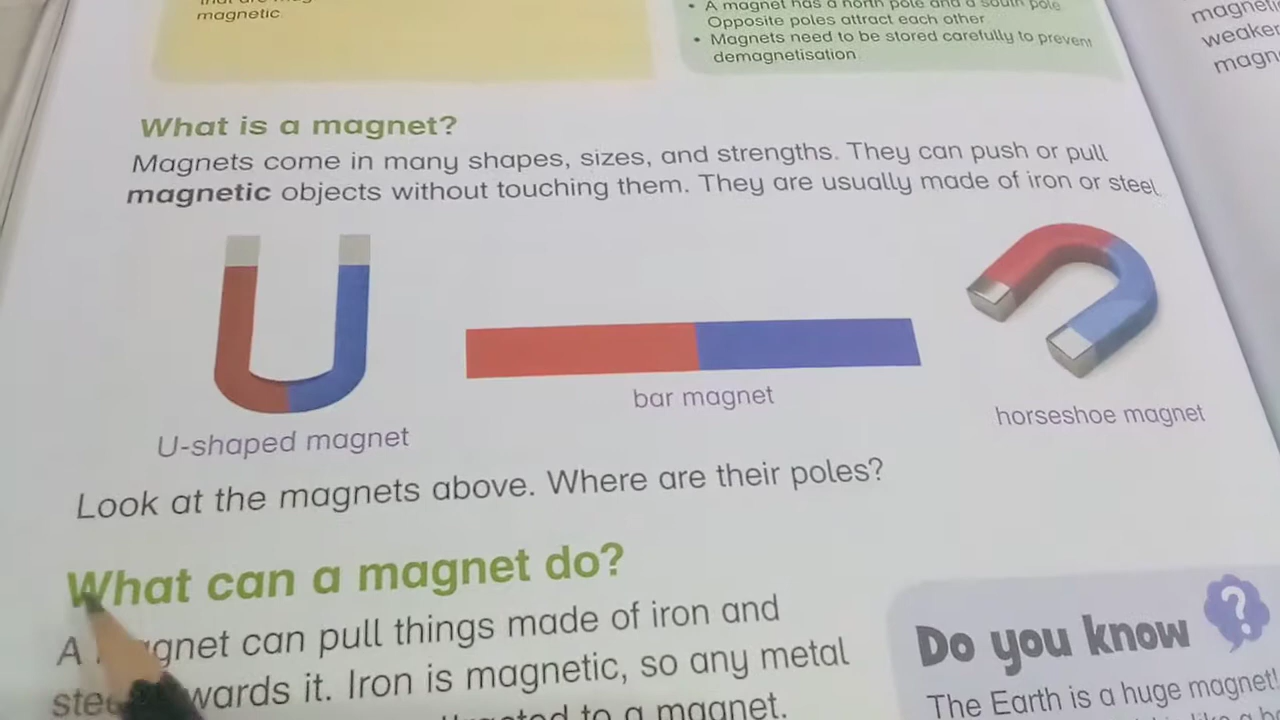 magnetic
• A magnet has a north pole and a south pole.
Opposite poles attract each other.
• Magnets need to be stored carefully to prevent
demagnetisation
weaker
What is a magnet?
Magnets come in many shapes, sizes, and strengths. They can push or pull
magnetic objects without touching them. They are usually made of iron or steel.
U-shaped magnet
bar magnet
horseshoe magnet
Look at the magnets above. Where are their poles?
What can a magnet do?
A can pull things made of iron and
it. Iron is magnetic, so any metal
to a magnet.
Do you know
?
The Earth is a huge magnet!